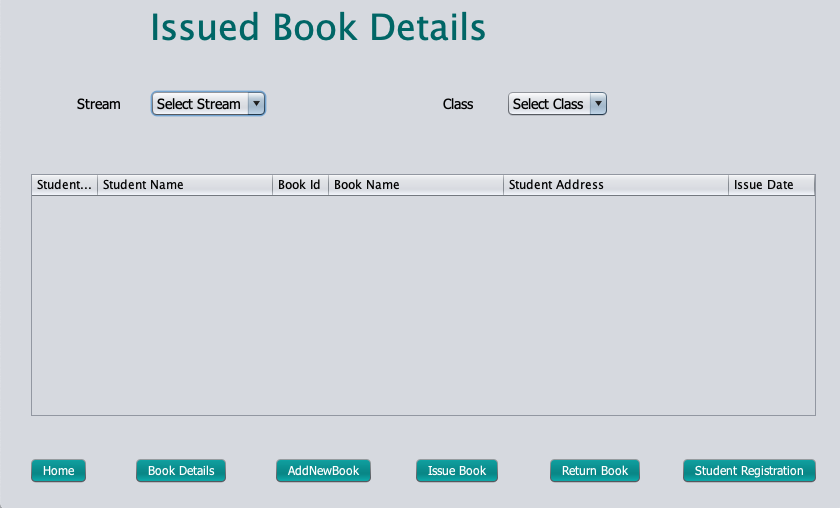 Issued Book Details
Stream Select Stream Class Select Class
Student... Student Name Book Id Book Name Student Address Issue Date
Home Book Details AddNewBook Issue Book Return Book Student Registration